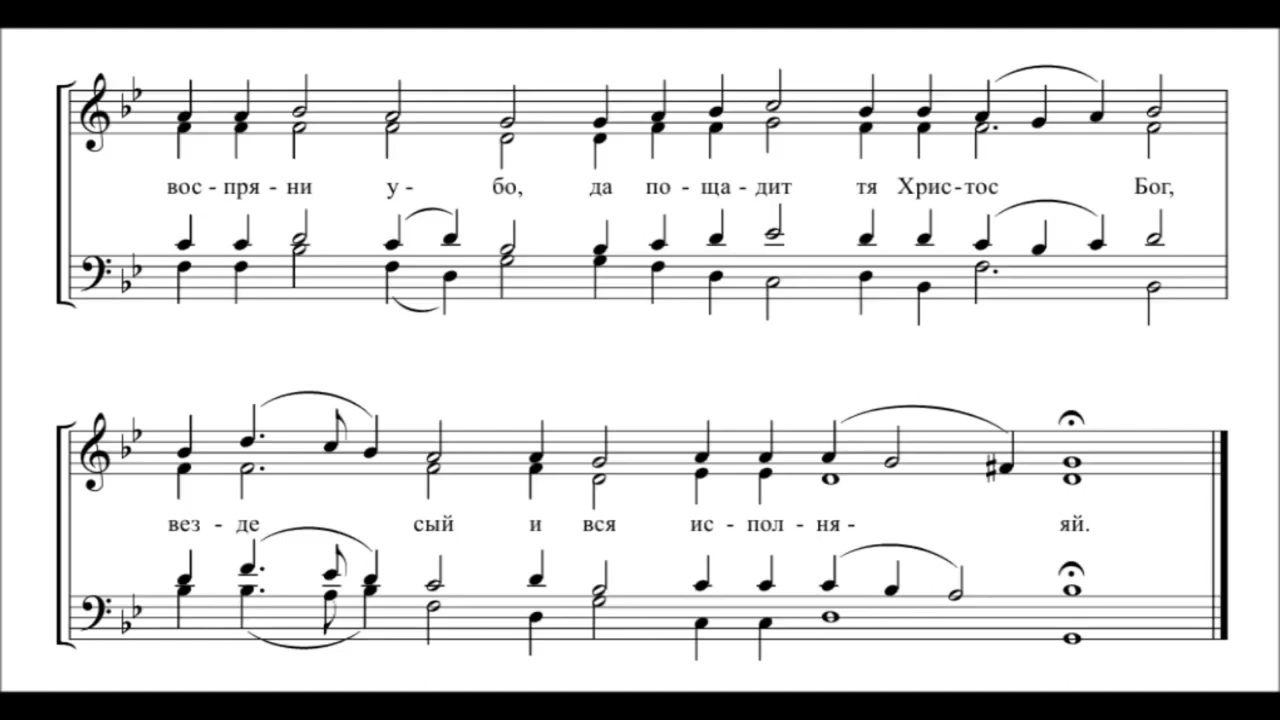 вос - пря - ни у - бо, да по - ща - дит тя Хрис - тос Бог,
вез - де сый и вся ис - пол - ня - яй.